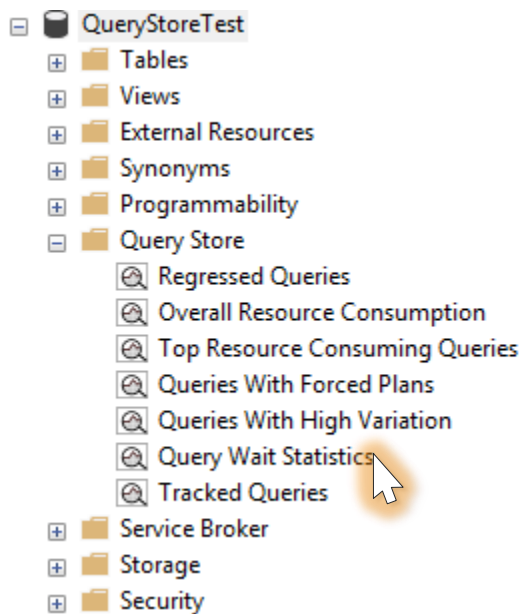 QueryStoreTest
Tables
Views
External Resources
Synonyms
Programmability
Query Store
Regressed Queries
Overall Resource Consumption
Top Resource Consuming Queries
Queries With Forced Plans
Queries With High Variation
Query Wait Statistics
Tracked Queries
Service Broker
Storage
Security